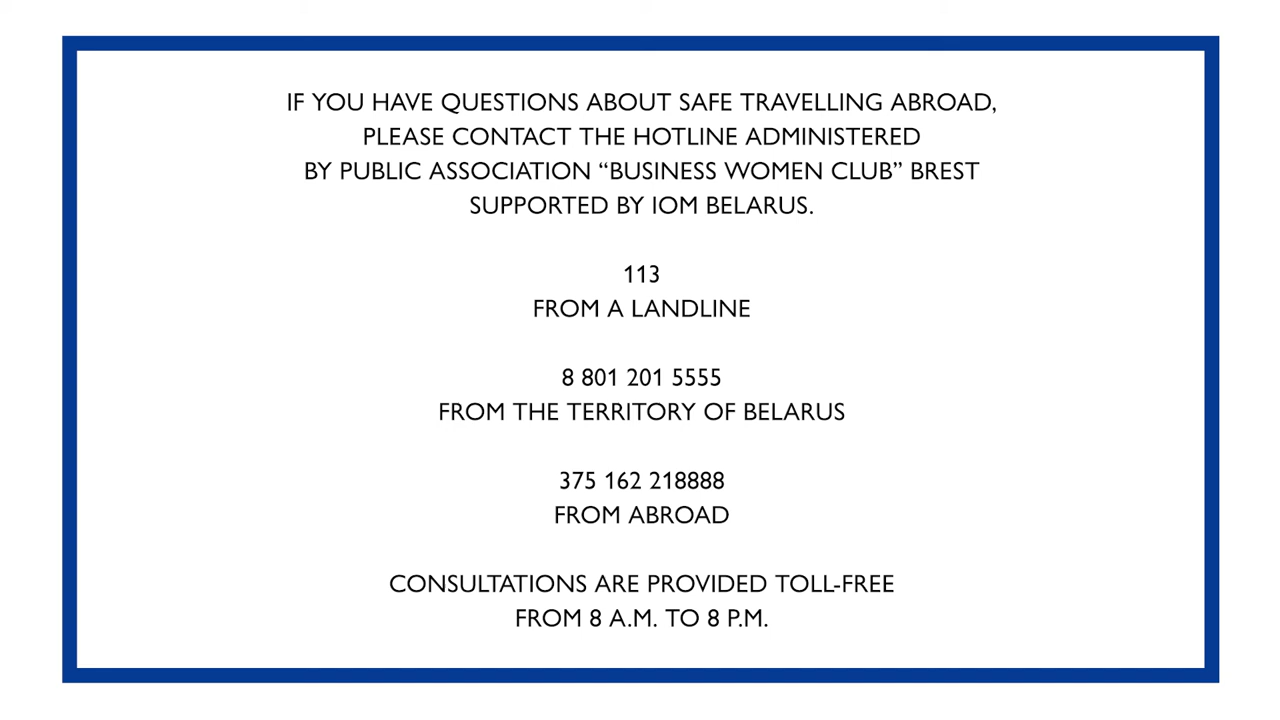 IF YOU HAVE QUESTIONS ABOUT SAFE TRAVELLING ABROAD,
PLEASE CONTACT THE HOTLINE ADMINISTERED
BY PUBLIC ASSOCIATION “BUSINESS WOMEN CLUB” BREST
SUPPORTED BY IOM BELARUS.
113
FROM A LANDLINE
8 801 201 5555
FROM THE TERRITORY OF BELARUS
375 162 218888
FROM ABROAD
CONSULTATIONS ARE PROVIDED TOLL-FREE
FROM 8 A.M. TO 8 P.M.